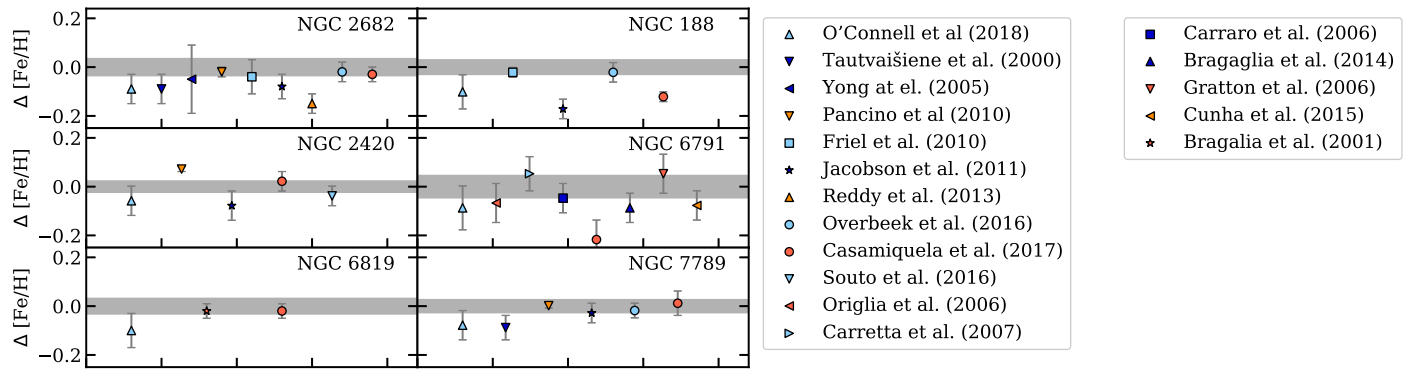 NGC 2682
NGC 188
0.2
0.0
−0.2
Δ [Fe/H]
NGC 2420
NGC 6791
0.2
0.0
−0.2
Δ [Fe/H]
NGC 6819
NGC 7789
0.2
0.0
−0.2
Δ [Fe/H]
O’Connell et al (2018)
Tautvaišiene et al. (2000)
Yong at el. (2005)
Pancino et al (2010)
Friel et al. (2010)
Jacobson et al. (2011)
Reddy et al. (2013)
Overbeek et al. (2016)
Casamiquela et al. (2017)
Souto et al. (2016)
Origlia et al. (2006)
Carretta et al. (2007)
Carraro et al. (2006)
Bragaglia et al. (2014)
Gratton et al. (2006)
Cunha et al. (2015)
Bragalia et al. (2001)